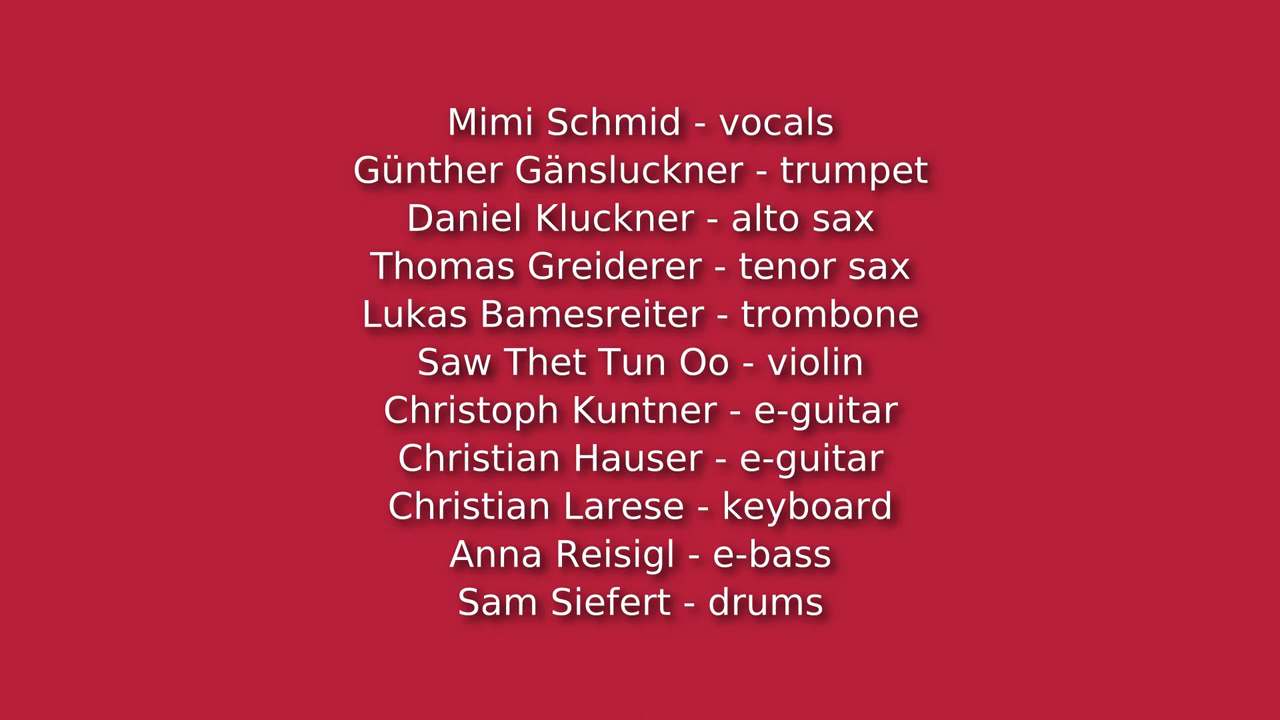 Mimi Schmid - vocals
Günther Gänsluckner - trumpet
Daniel Kluckner - alto sax
Thomas Greiderer - tenor sax
Lukas Bamesreiter - trombone
Saw Thet Tun Oo - violin
Christoph Kuntner - e-guitar
Christian Hauser - e-guitar
Christian Larese - keyboard
Anna Reisigl - e-bass
Sam Siefert - drums